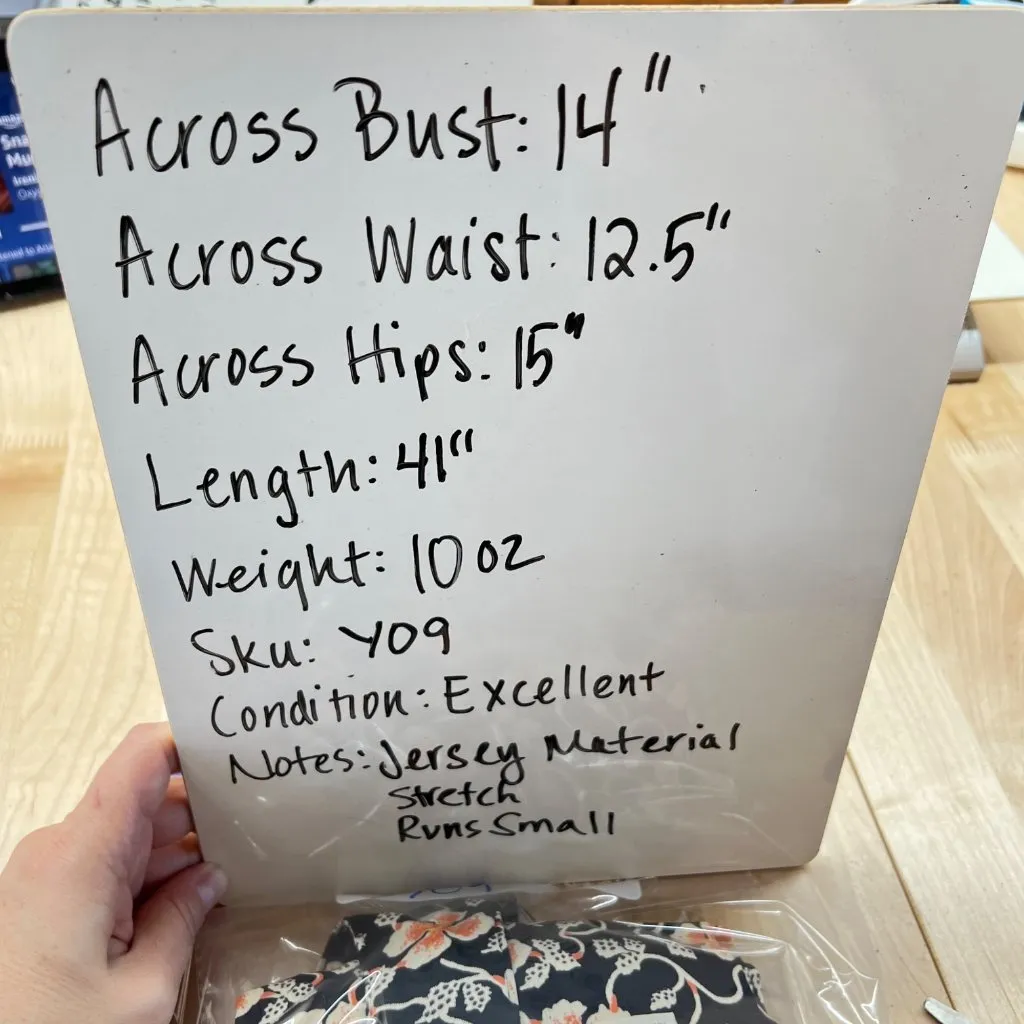 Across Bust: 14"
Across Waist: 12.5"
Across Hips: 15"
Length: 41"
Weight: 10 oz
Sku: Y09
Condition: Excellent
Notes: Jersey Material
Stretch
Runs Small